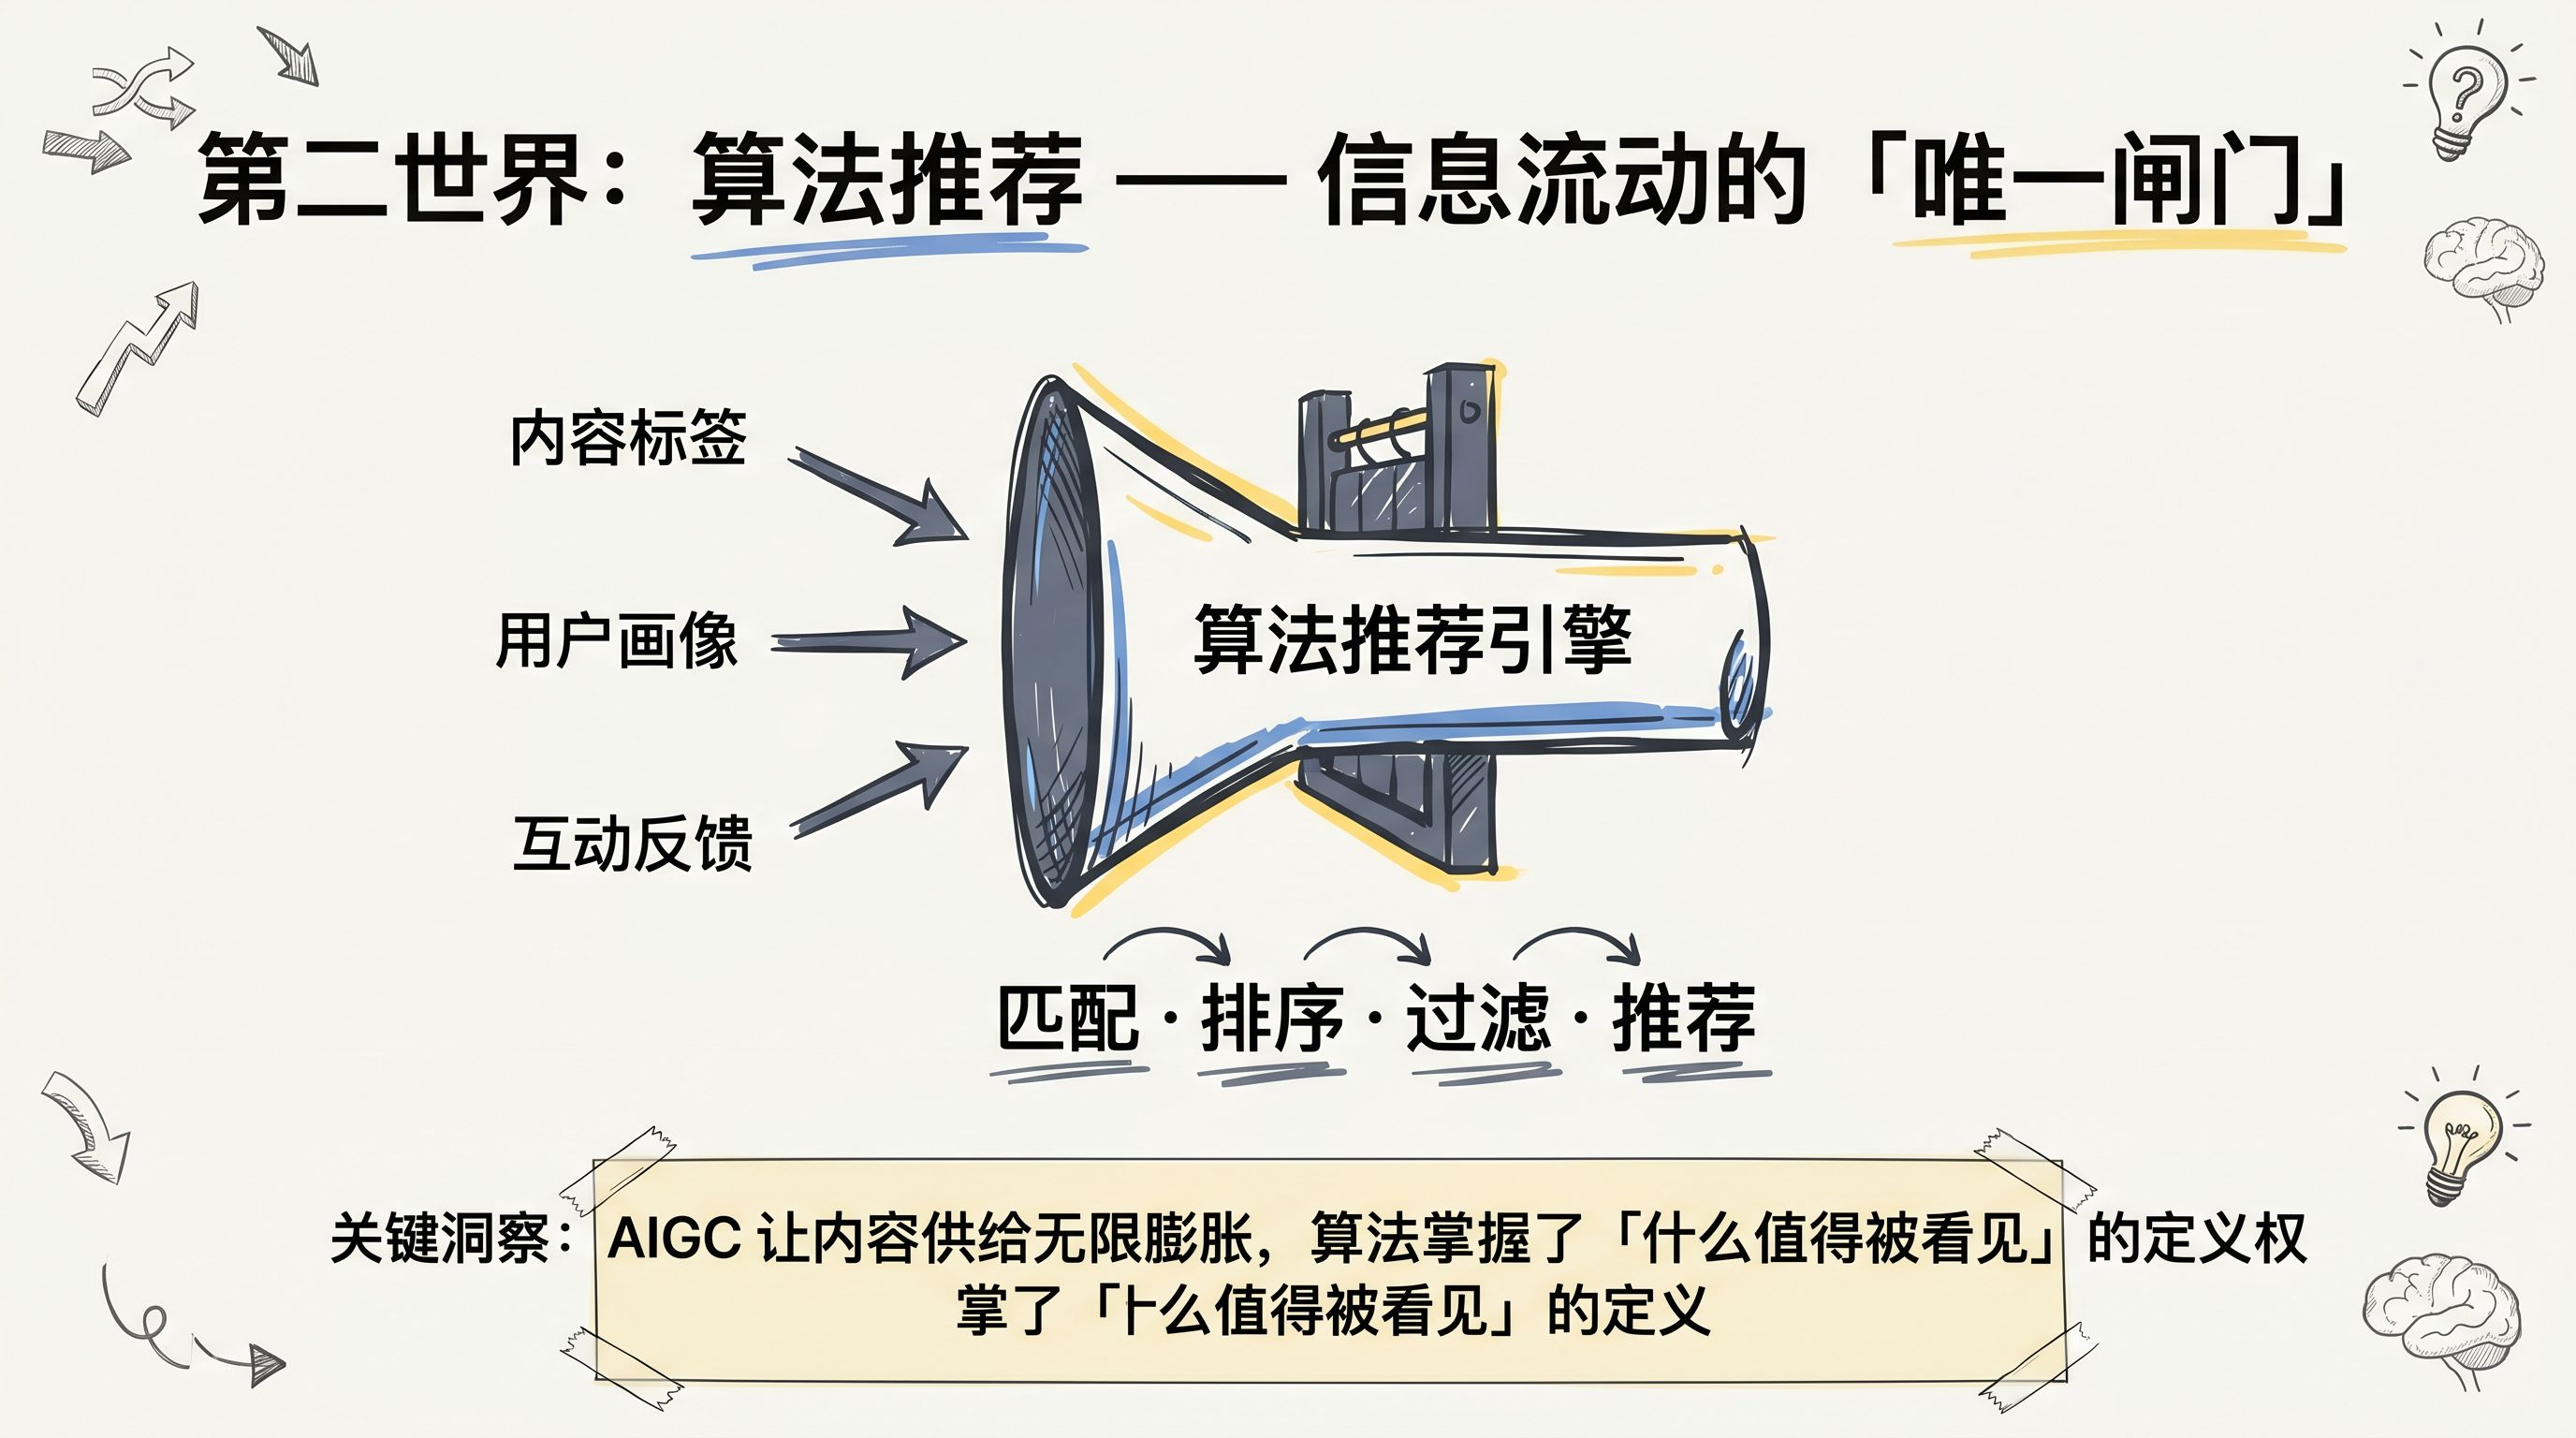 第二世界：算法推荐 —— 信息流动的「唯一闸门」
内容标签
用户画像
互动反馈
算法推荐引擎
匹配 · 排序 · 过滤 · 推荐
关键洞察：AIGC 让内容供给无限膨胀，算法掌握了「什么值得被看见」的定义权
掌了「么值得被看见」的定义